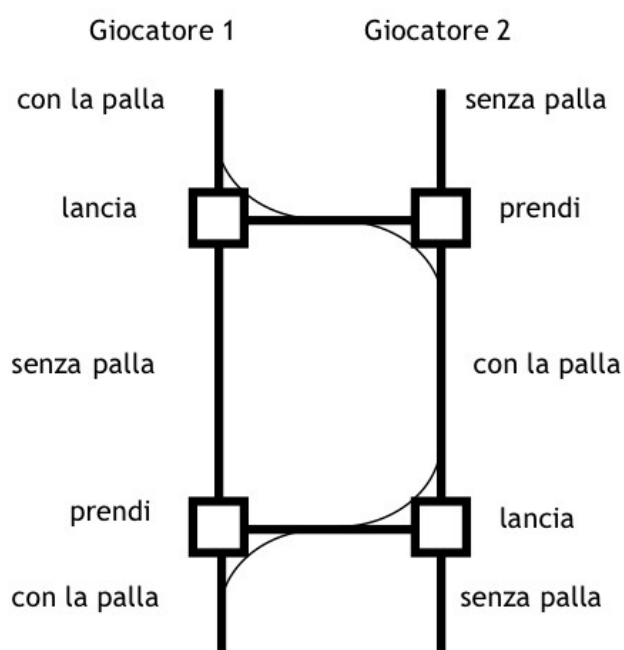 Giocatore 1
Giocatore 2
con la palla
senza palla
lancia
prendi
senza palla
con la palla
prendi
lancia
con la palla
senza palla